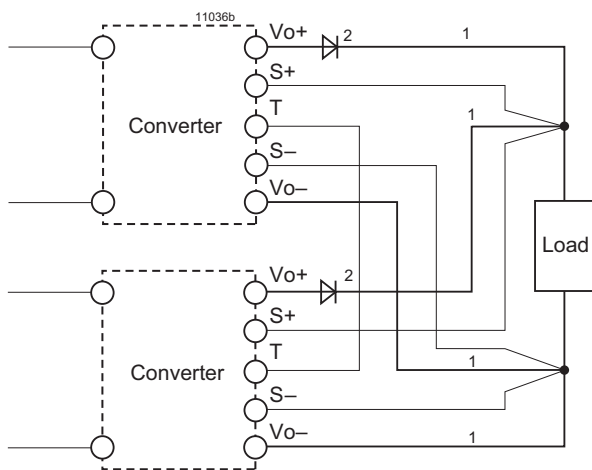 11036b
Vo+
2
1
S+
T
1
Converter
S–
Vo–
Load
Vo+
2
S+
T
1
Converter
S–
Vo–
1